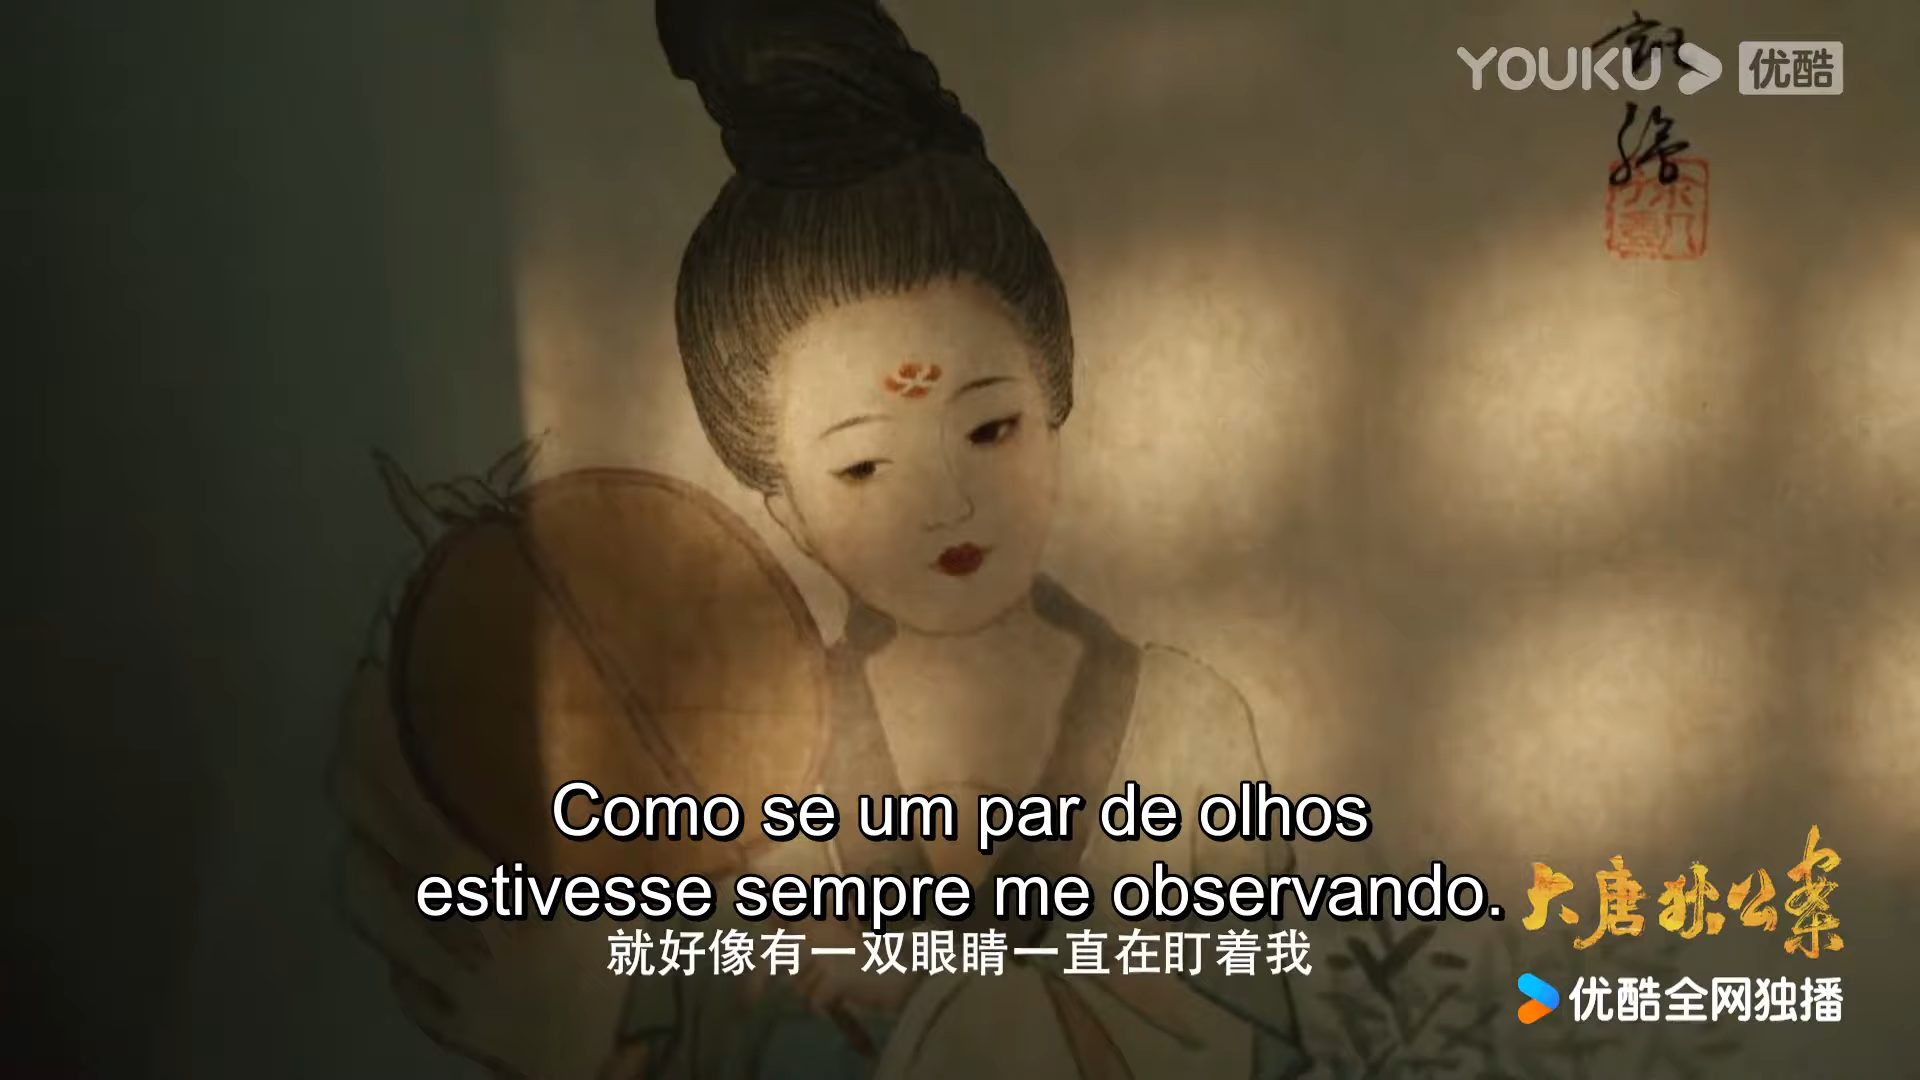 YOUKU 优酷
Como se um par de olhos
estivesse sempre me observando.
就好像有一双眼睛一直在盯着我
大唐狄公案
优酷全网独播